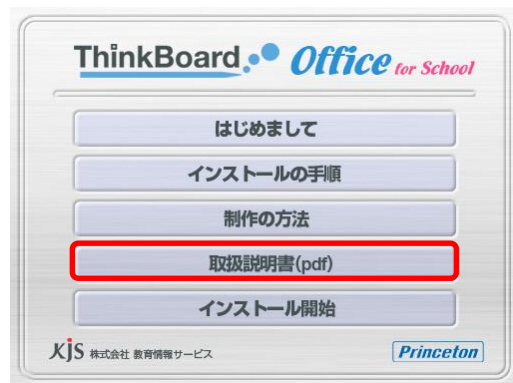 ThinkBoard Office for School
はじめまして
インストールの手順
制作の方法
取扱説明書(pdf)
インストール開始
KJS 株式会社 教育情報サービス
Princeton